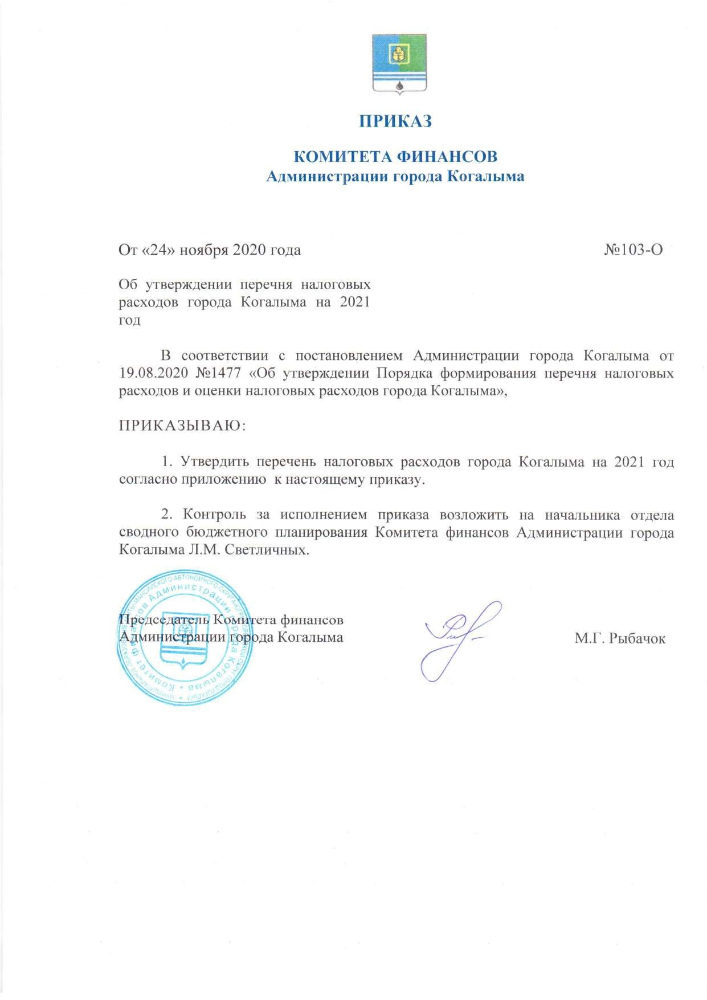 ПРИКАЗ
КОМИТЕТА ФИНАНСОВ
Администрации города Когалыма
От «24» ноября 2020 года №103-О
Об утверждении перечня налоговых
расходов города Когалыма на 2021
год
В соответствии с постановлением Администрации города Когалыма от
19.08.2020 №1477 «Об утверждении Порядка формирования перечня налоговых
расходов и оценки налоговых расходов города Когалыма»,
ПРИКАЗЫВАЮ:
1. Утвердить перечень налоговых расходов города Когалыма на 2021 год
согласно приложению к настоящему приказу.
2. Контроль за исполнением приказа возложить на начальника отдела
сводного бюджетного планирования Комитета финансов Администрации города
Когалыма Л.М. Светличных.
Председатель Комитета финансов
Администрации города Когалыма М.Г. Рыбачок
Комитет финансов Администрации города Когалыма